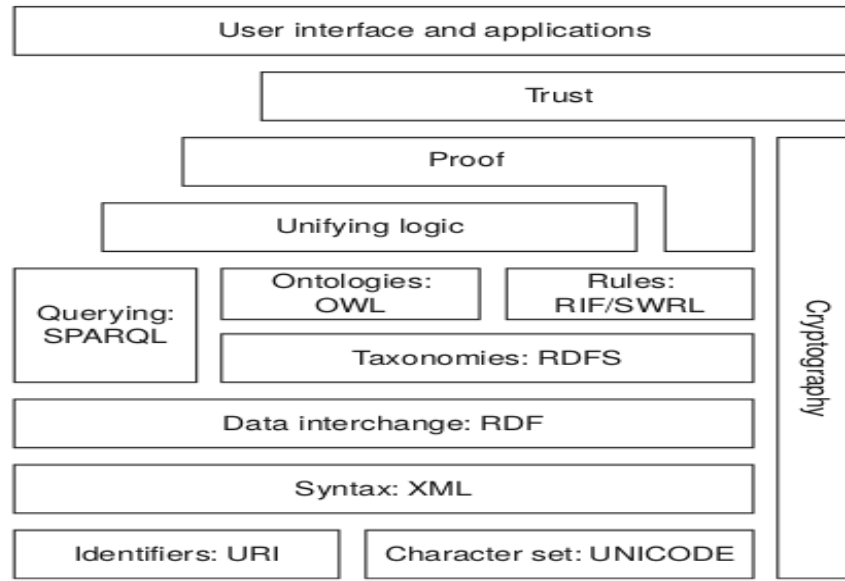 User interface and applications
Trust
Proof
Unifying logic
Querying:
SPARQL
Ontologies:
OWL
Rules:
RIF/SWRL
Taxonomies: RDFS
Cryptography
Data interchange: RDF
Syntax: XML
Identifiers: URI
Character set: UNICODE